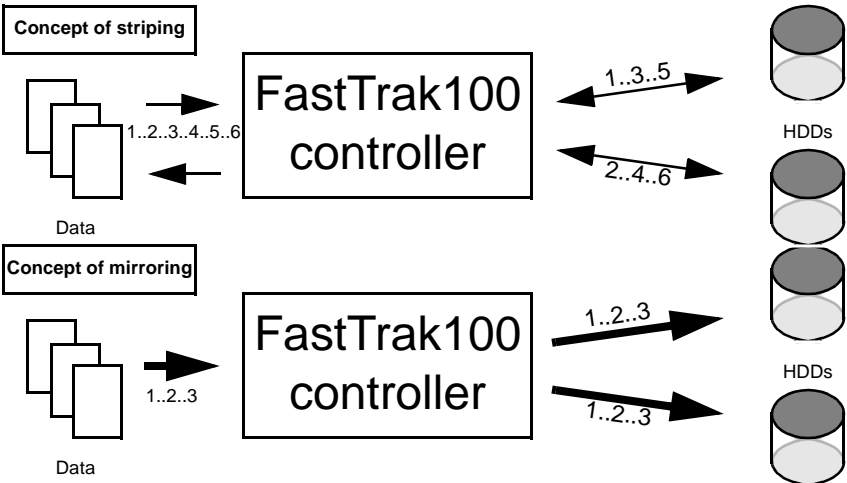 Concept of striping
FastTrak100
controller
1..2..3..4..5..6
1..3..5
2..4..6
HDDs
Data
Concept of mirroring
FastTrak100
controller
1..2..3
1..2..3
1..2..3
HDDs
Data